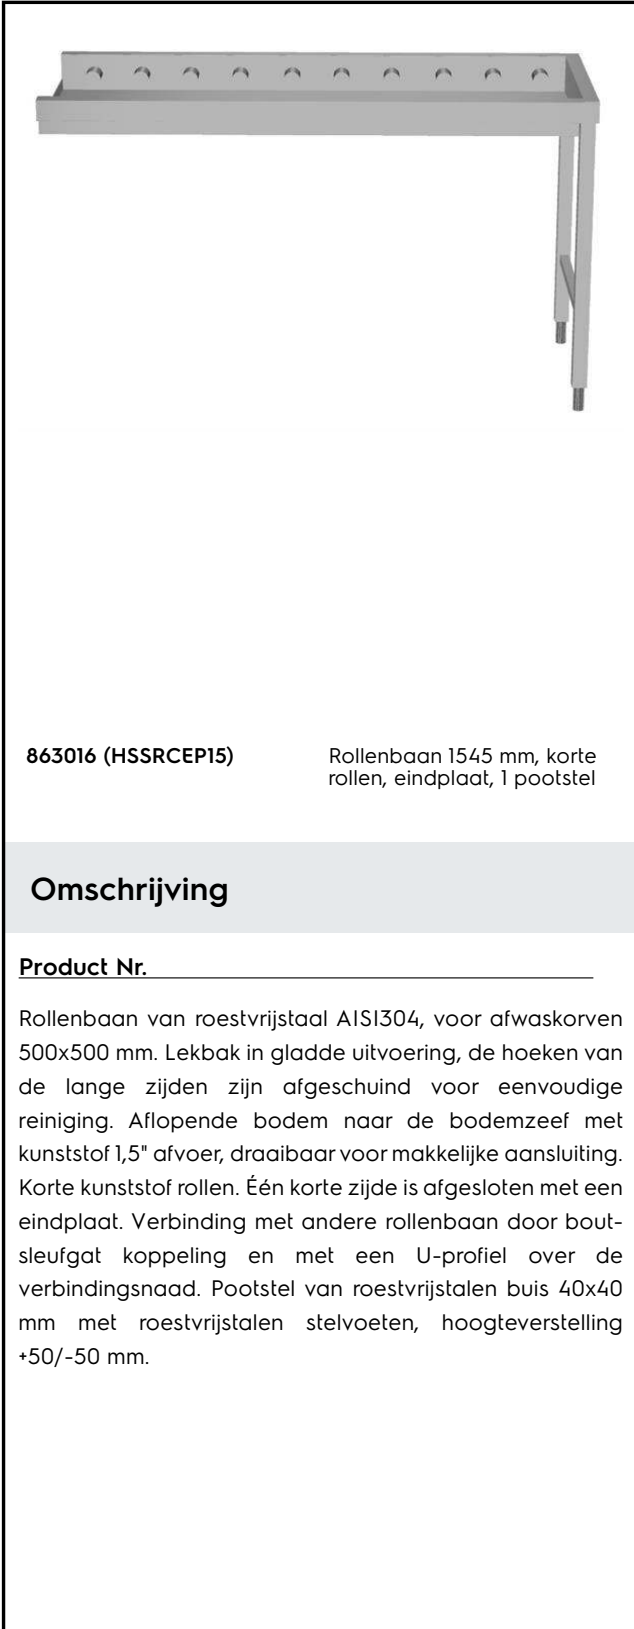 863016 (HSSRCEP15)
Rollenbaan 1545 mm, korte
rollen, eindplaat, 1 pootstel
Omschrijving
Product Nr.
Rollenbaan van roestvrijstaal AISI304, voor afwaskorven
500x500 mm. Lekbak in gladde uitvoering, de hoeken van
de lange zijden zijn afgeschuind voor eenvoudige
reiniging. Aflopende bodem naar de bodemzeef met
kunststof 1,5" afvoer, draaibaar voor makkelijke aansluiting.
Korte kunststof rollen. Één korte zijde is afgesloten met een
eindplaat. Verbinding met andere rollenbaan door bout-
sleufgat koppeling en met een U-profiel over de
verbindingsnaad. Pootstel van roestvrijstalen buis 40x40
mm met roestvrijstalen stelvoeten, hoogteverstelling
+50/-50 mm.